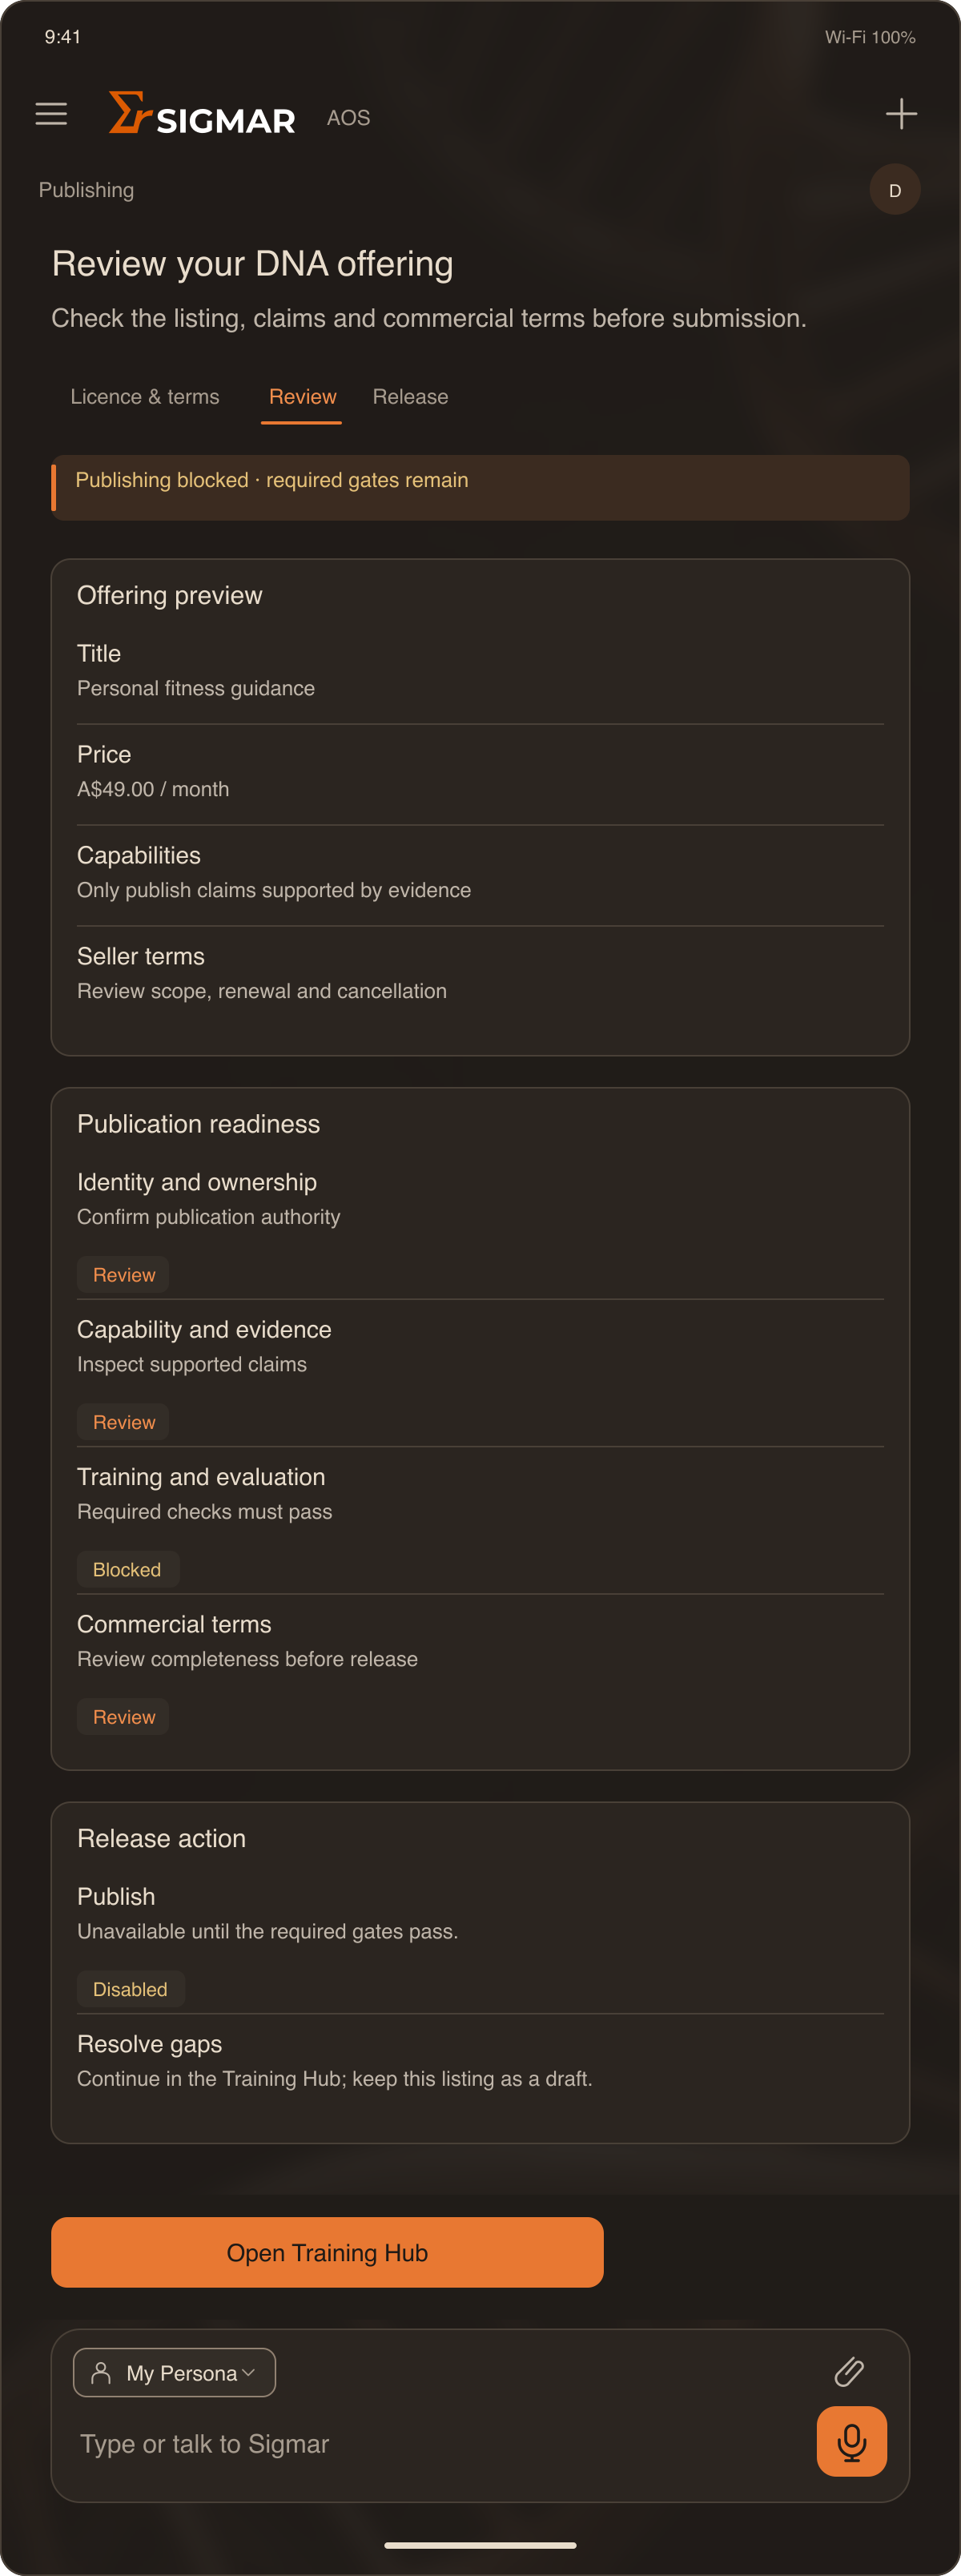 9:41
Wi-Fi 100%
Σr SIGMAR AOS
Publishing
D
Review your DNA offering
Check the listing, claims and commercial terms before submission.
Licence & terms
Review
Release
Publishing blocked · required gates remain
Offering preview
Title
Personal fitness guidance
Price
A$49.00 / month
Capabilities
Only publish claims supported by evidence
Seller terms
Review scope, renewal and cancellation
Publication readiness
Identity and ownership
Confirm publication authority
Review
Capability and evidence
Inspect supported claims
Review
Training and evaluation
Required checks must pass
Blocked
Commercial terms
Review completeness before release
Review
Release action
Publish
Unavailable until the required gates pass.
Disabled
Resolve gaps
Continue in the Training Hub; keep this listing as a draft.
Open Training Hub
My Persona
Type or talk to Sigmar